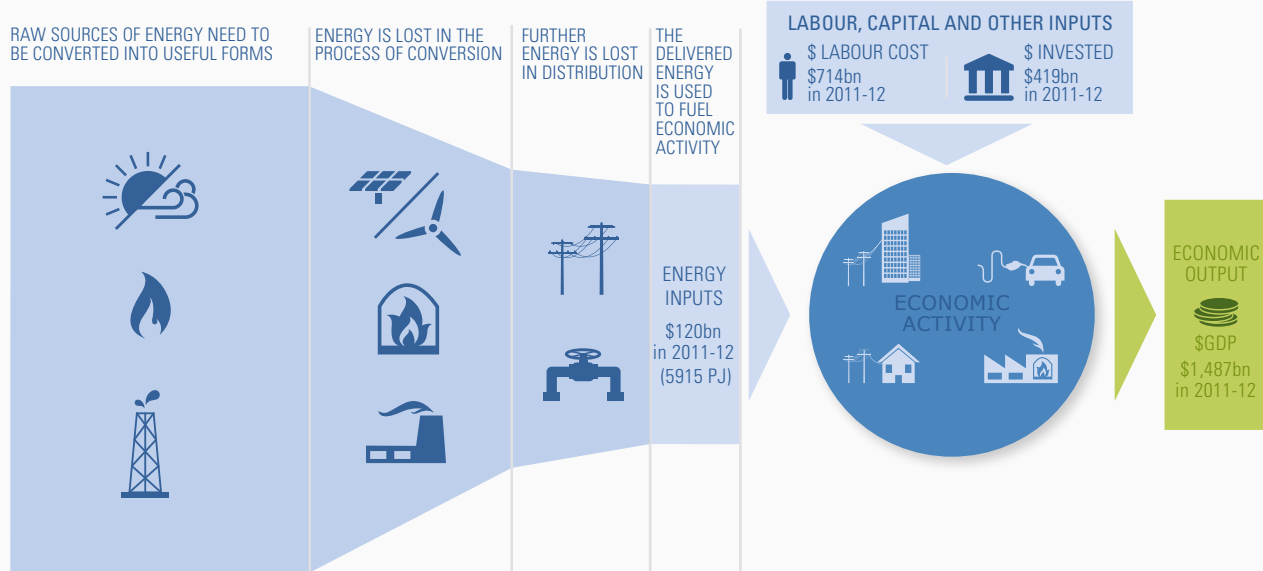 RAW SOURCES OF ENERGY NEED TO
BE CONVERTED INTO USEFUL FORMS
ENERGY IS LOST IN THE
PROCESS OF CONVERSION
FURTHER
ENERGY IS LOST
IN DISTRIBUTION
THE
DELIVERED
ENERGY
IS USED
TO FUEL
ECONOMIC
ACTIVITY
ENERGY
INPUTS
$120bn
in 2011-12
(5915 PJ)
LABOUR, CAPITAL AND OTHER INPUTS
$ LABOUR COST
$714bn
in 2011-12
$ INVESTED
$419bn
in 2011-12
ECONOMIC
ACTIVITY
ECONOMIC
OUTPUT
$GDP
$1,487bn
in 2011-12